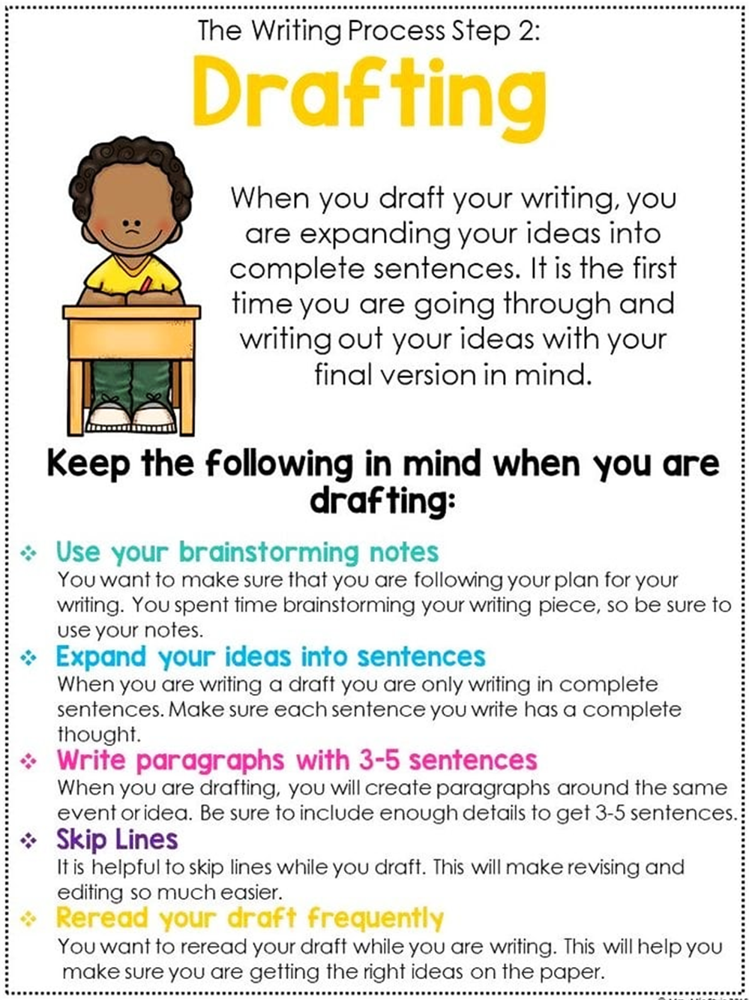 The Writing Process Step 2:
Drafting
When you draft your writing, you
are expanding your ideas into
complete sentences. It is the first
time you are going through and
writing out your ideas with your
final version in mind.
Keep the following in mind when you are
drafting:
Use your brainstorming notes
You want to make sure that you are following your plan for your
writing. You spent time brainstorming your writing piece, so be sure to
use your notes.
Expand your ideas into sentences
When you are writing a draft you are only writing in complete
sentences. Make sure each sentence you write has a complete
thought.
Write paragraphs with 3-5 sentences
When you are drafting, you will create paragraphs around the same
event or idea. Be sure to include enough details to get 3-5 sentences.
Skip Lines
It is helpful to skip lines while you draft. This will make revising and
editing so much easier.
Reread your draft frequently
You want to reread your draft while you are writing. This will help you
make sure you are getting the right ideas on the paper.